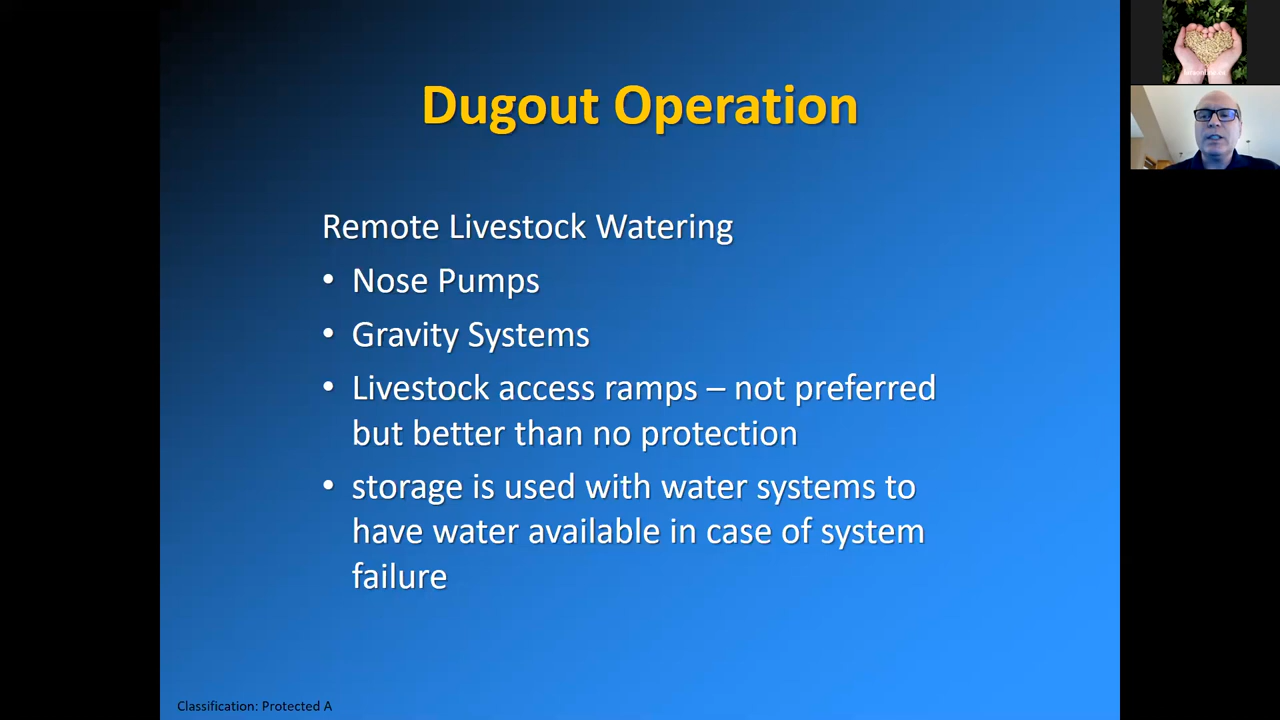 Dugout Operation
Remote Livestock Watering
• Nose Pumps
• Gravity Systems
• Livestock access ramps – not preferred
but better than no protection
• storage is used with water systems to
have water available in case of system
failure
Classification: Protected A